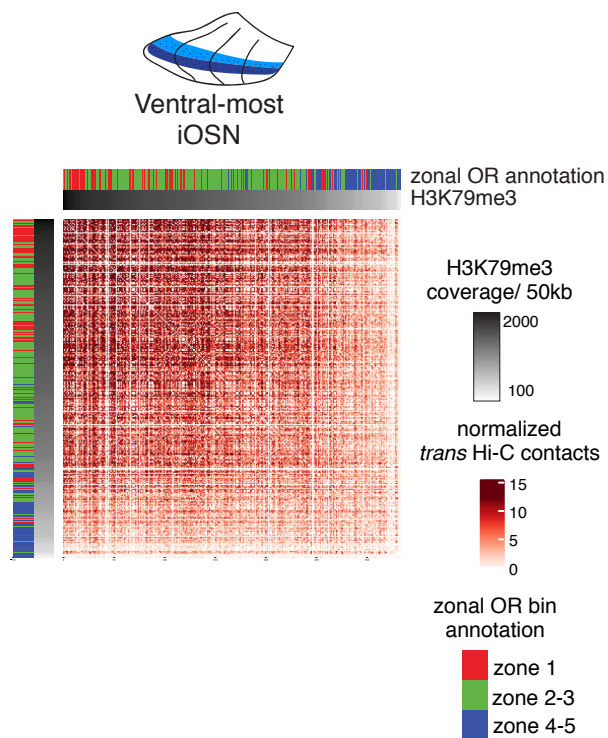 Ventral-most
iOSN
zonal OR annotation
H3K79me3
H3K79me3
coverage/ 50kb
2000
100
normalized
trans Hi-C contacts
15
10
5
0
zonal OR bin
annotation
zone 1
zone 2-3
zone 4-5